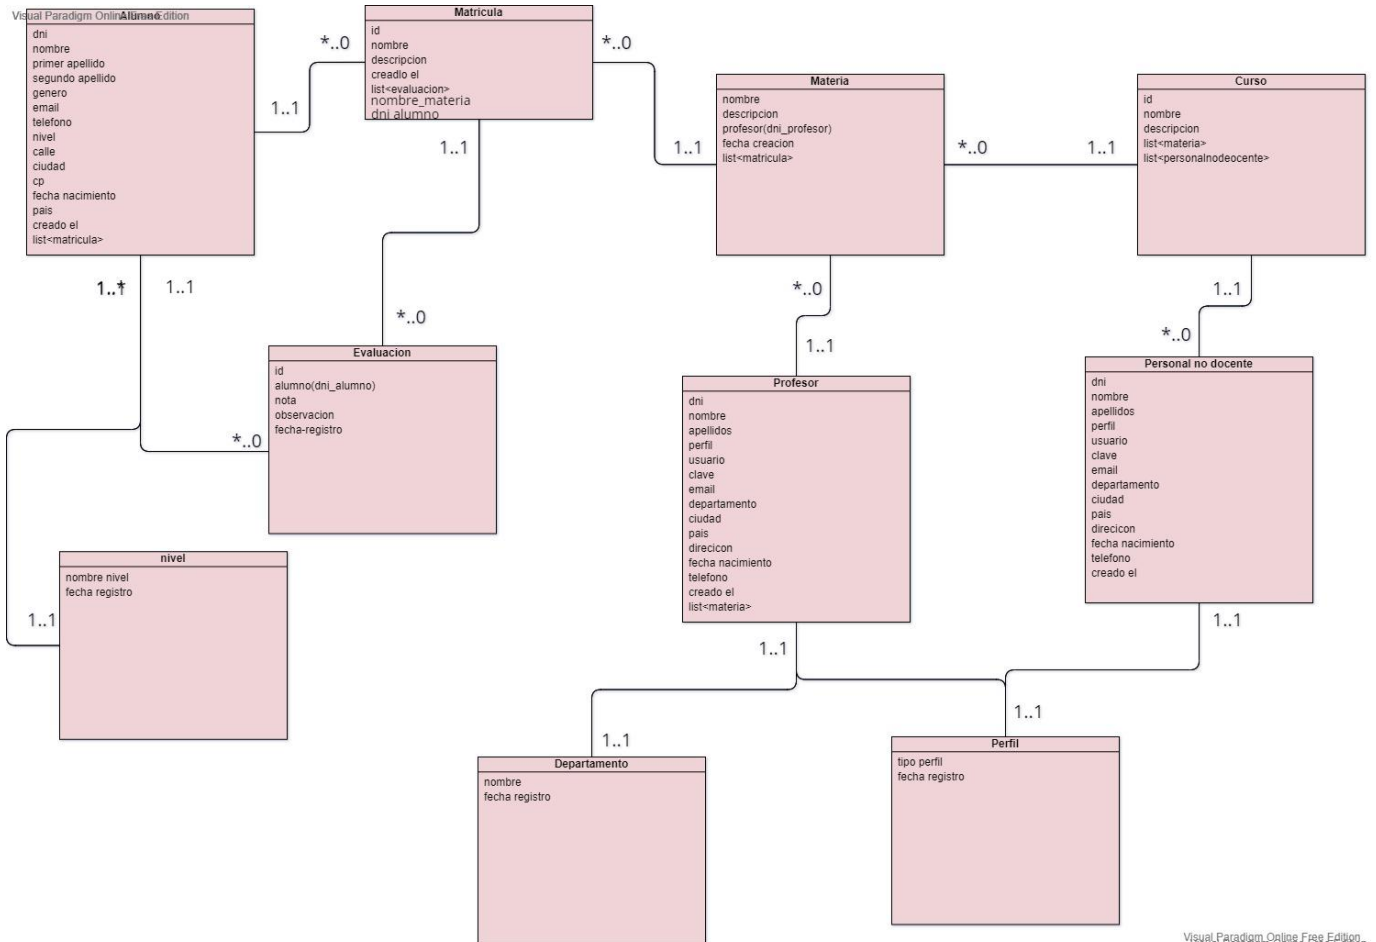 Visual Paradigm Online Free Edition
Alumno
dni
nombre
primer apellido
segundo apellido
genero
email
telefono
nivel
calle
ciudad
cp
fecha nacimiento
pais
creado el
list<matricula>
Matricula
id
nombre
descripcion
creadlo el
list<evaluacion>
nombre_materia
dni alumno
*..0
1..1
*..0
1..1
1..1
*..0
Materia
nombre
descripcion
profesor(dni_profesor)
fecha creacion
list<matricula>
*..0
1..1
Curso
id
nombre
descripcion
list<materia>
list<personalnodeocente>
1..*
1..1
*..0
*..0
1..1
1..1
*..0
Evaluacion
id
alumno(dni_alumno)
nota
observacion
fecha-registro
Profesor
dni
nombre
apellidos
perfil
usuario
clave
email
departamento
ciudad
pais
direcicon
fecha nacimiento
telefono
creado el
list<materia>
Personal no docente
dni
nombre
apellidos
perfil
usuario
clave
email
departamento
ciudad
pais
direcicon
fecha nacimiento
telefono
creado el
nivel
nombre nivel
fecha registro
1..1
1..1
1..1
1..1
1..1
Departamento
nombre
fecha registro
Perfil
tipo perfil
fecha registro
Visual Paradigm Online Free Edition